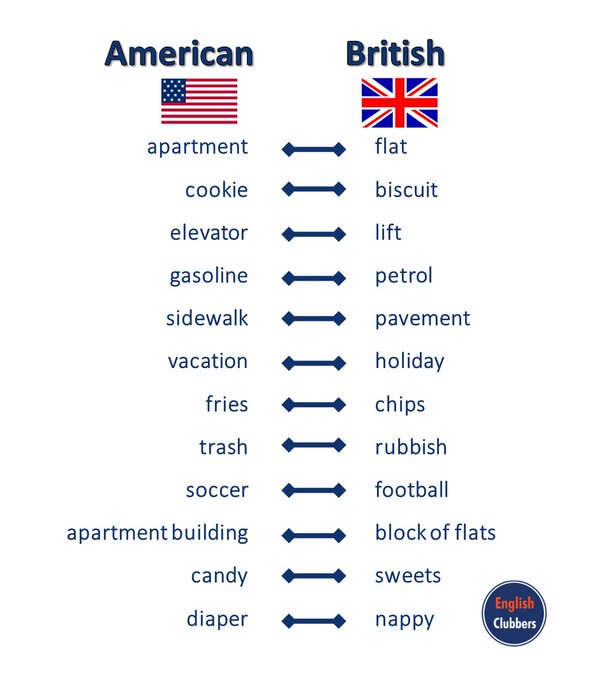 American British
apartment flat
cookie biscuit
elevator lift
gasoline petrol
sidewalk pavement
vacation holiday
fries chips
trash rubbish
soccer football
apartment building block of flats
candy sweets
diaper nappy
English
Clubbers